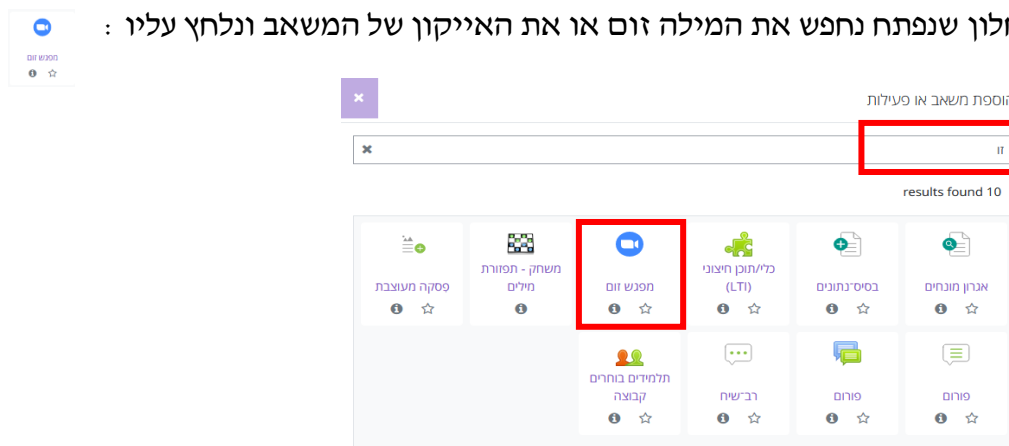 שנפתח נחפש את המילה זום או את האייקון של המשאב ונלחץ עליו :
מפגש זום
משאב או פעילות
זו
results found 10
אגרון מונחים
בסיס־נתונים
כלי/תוכן חיצוני
(LTI)
מפגש זום
משחק - תפזורת
מילים
פסקה מעוצבת
פורום
פורום
רב־שיח
תלמידים בוחרים
קבוצה